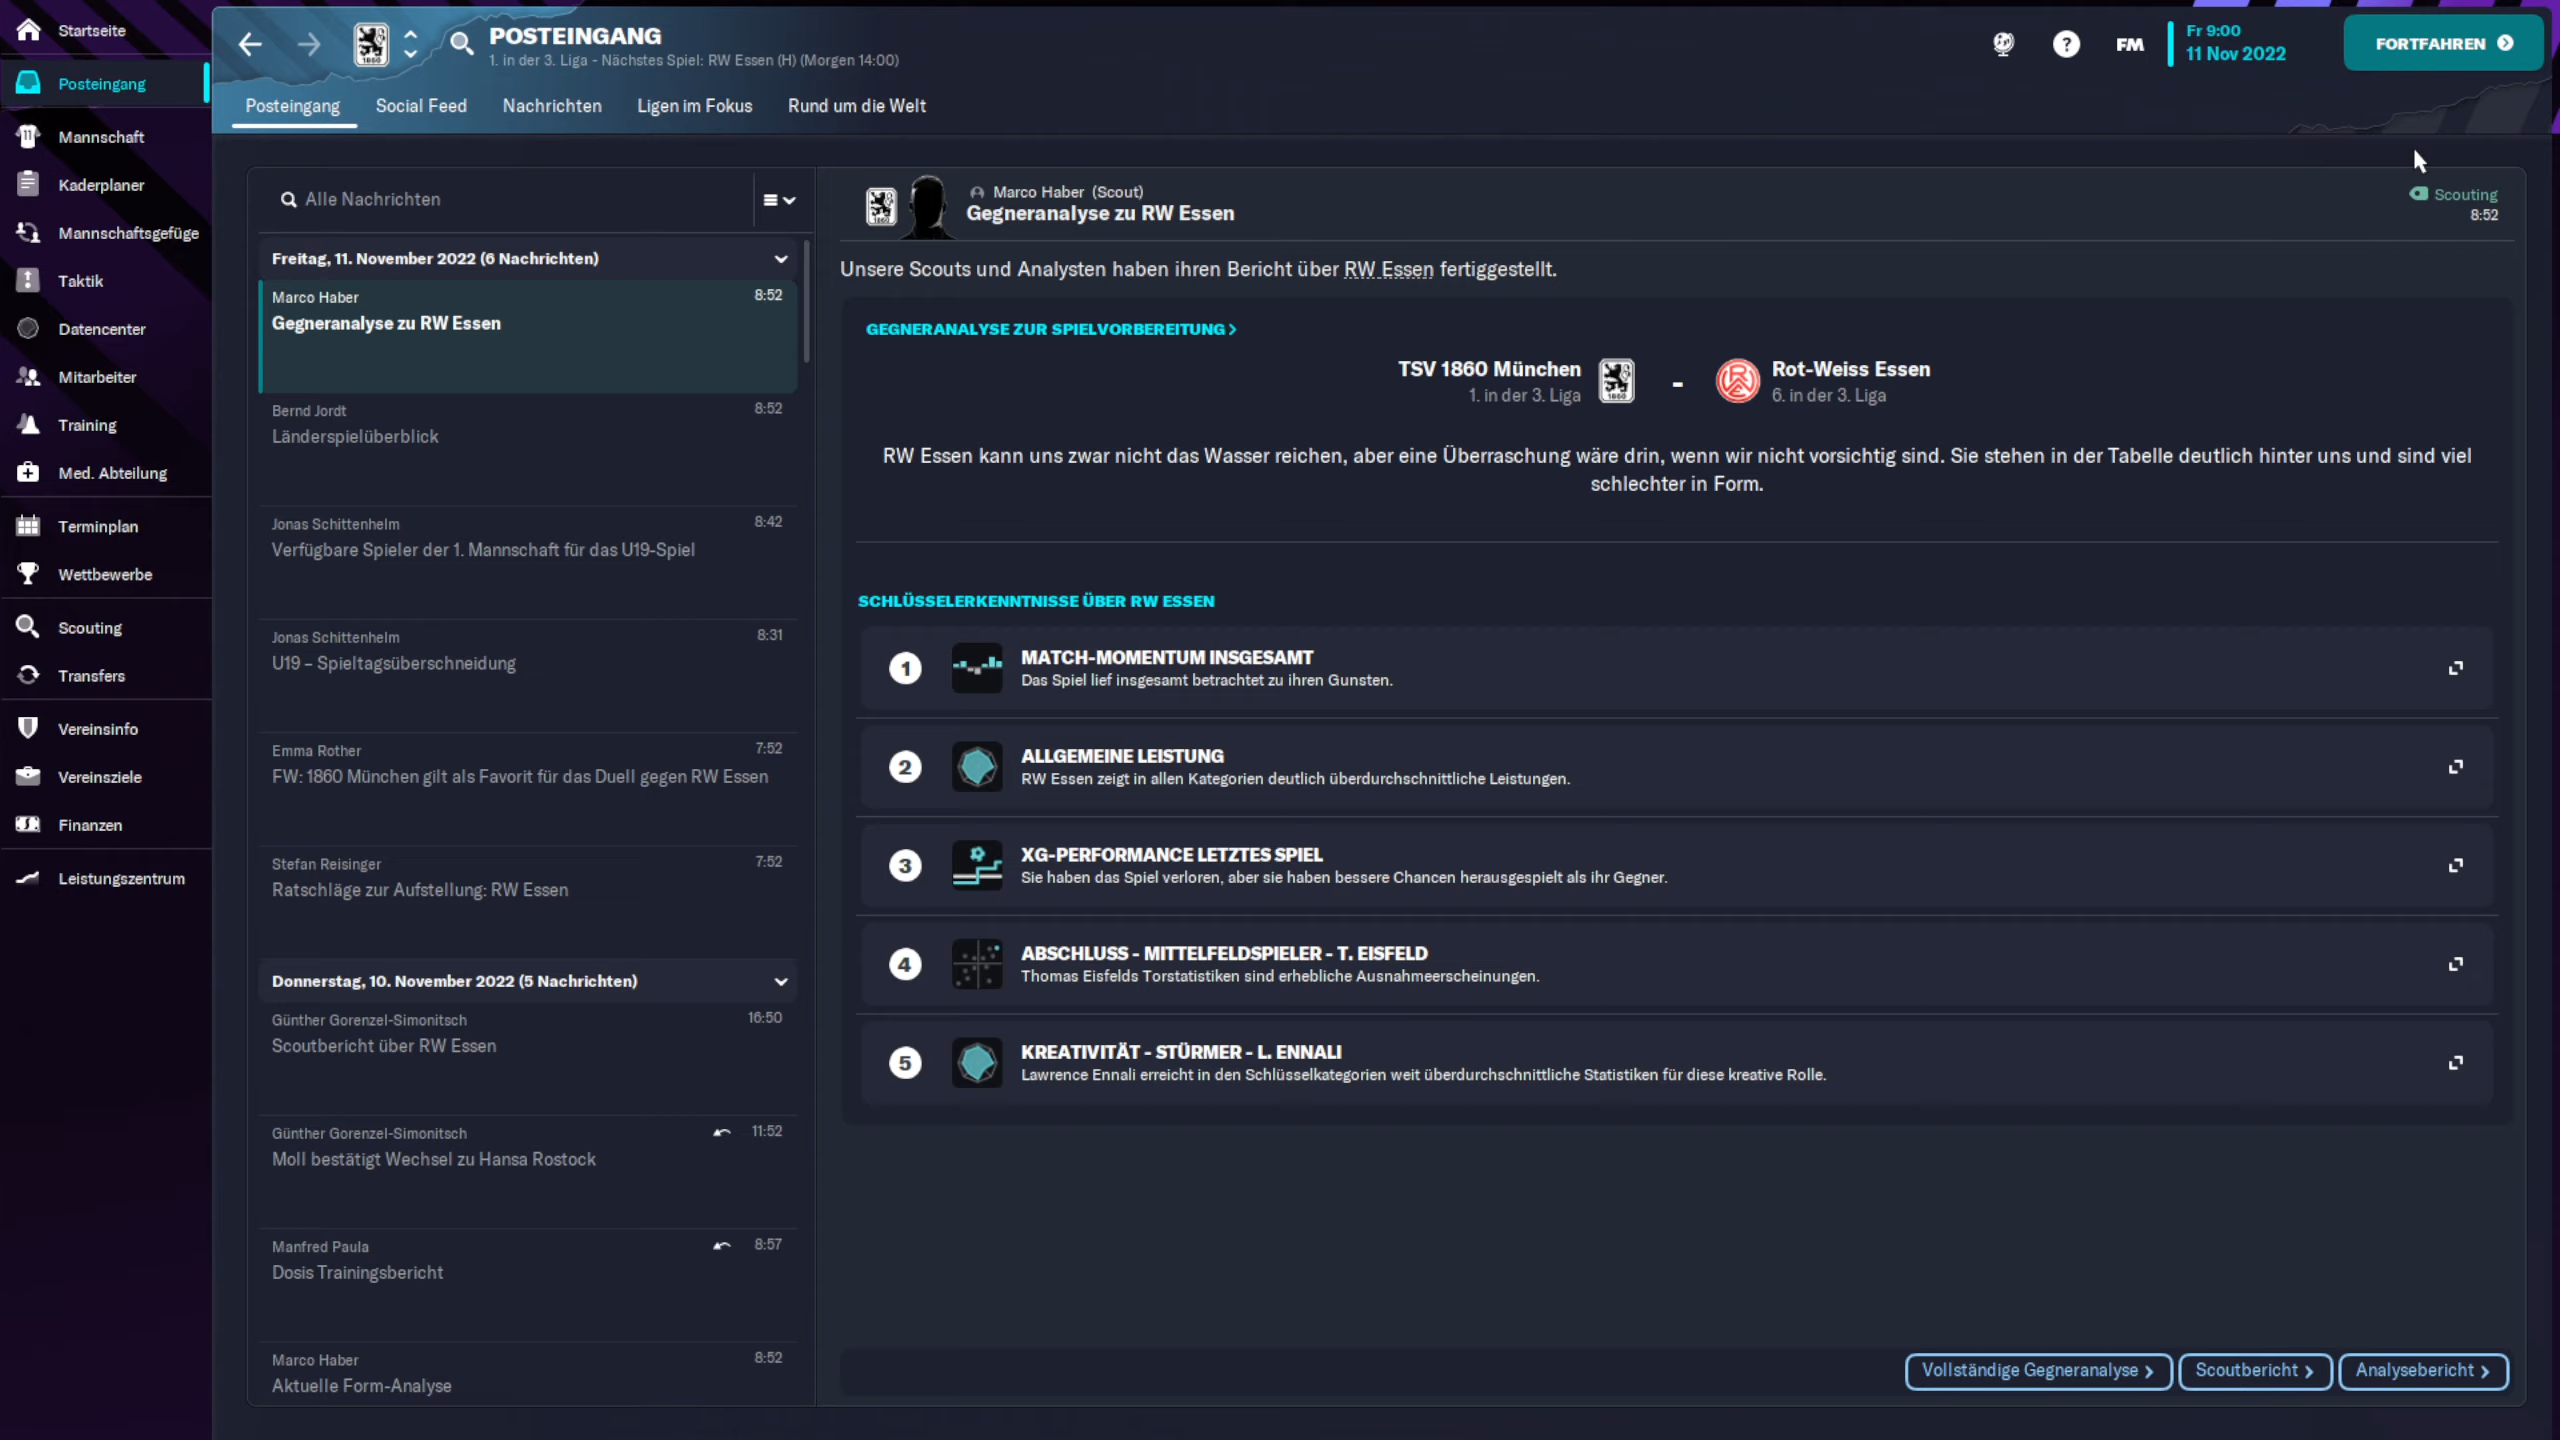 Startseite
Posteingang
Mannschaft
Kaderplaner
Mannschaftsgefüge
Taktik
Datencenter
Mitarbeiter
Training
Med. Abteilung
Terminplan
Wettbewerbe
Scouting
Transfers
Vereinsinfo
Vereinsziele
Finanzen
Leistungszentrum
POSTEINGANG
1. in der 3. Liga - Nächstes Spiel: RW Essen (H) (Morgen 14:00)
FM
Fr 9:00
11 Nov 2022
FORTFAHREN
Posteingang Social Feed Nachrichten Ligen im Fokus Rund um die Welt
Alle Nachrichten
Freitag, 11. November 2022 (6 Nachrichten)
Marco Haber 8:52
Gegneranalyse zu RW Essen
Bernd Jordt 8:52
Länderspielüberblick
Jonas Schittenhelm 8:42
Verfügbare Spieler der 1. Mannschaft für das U19-Spiel
Jonas Schittenhelm 8:31
U19 – Spieltagsüberschneidung
Emma Rother 7:52
FW: 1860 München gilt als Favorit für das Duell gegen RW Essen
Stefan Reisinger 7:52
Ratschläge zur Aufstellung: RW Essen
Donnerstag, 10. November 2022 (5 Nachrichten)
Günther Gorenzel-Simonitsch 16:50
Scoutbericht über RW Essen
Günther Gorenzel-Simonitsch 11:52
Moll bestätigt Wechsel zu Hansa Rostock
Manfred Paula 8:57
Dosis Trainingsbericht
Marco Haber 8:52
Aktuelle Form-Analyse
Marco Haber (Scout)
Gegneranalyse zu RW Essen
Scouting
8:52
Unsere Scouts und Analysten haben ihren Bericht über RW Essen fertiggestellt.
GEGNERANALYSE ZUR SPIELVORBEREITUNG >
TSV 1860 München - Rot-Weiss Essen
1. in der 3. Liga 6. in der 3. Liga
RW Essen kann uns zwar nicht das Wasser reichen, aber eine Überraschung wäre drin, wenn wir nicht vorsichtig sind. Sie stehen in der Tabelle deutlich hinter uns und sind viel
schlechter in Form.
SCHLÜSSELERKENNTNISSE ÜBER RW ESSEN
1 MATCH-MOMENTUM INSGESAMT
Das Spiel lief insgesamt betrachtet zu ihren Gunsten.
2 ALLGEMEINE LEISTUNG
RW Essen zeigt in allen Kategorien deutlich überdurchschnittliche Leistungen.
3 XG-PERFORMANCE LETZTES SPIEL
Sie haben das Spiel verloren, aber sie haben bessere Chancen herausgespielt als ihr Gegner.
4 ABSCHLUSS - MITTELFELDSPIELER - T. EISFELD
Thomas Eisfelds Torstatistiken sind erhebliche Ausnahmeerscheinungen.
5 KREATIVITÄT - STÜRMER - L. ENNALI
Lawrence Ennali erreicht in den Schlüsselkategorien weit überdurchschnittliche Statistiken für diese kreative Rolle.
Vollständige Gegneranalyse > Scoutbericht > Analysebericht >